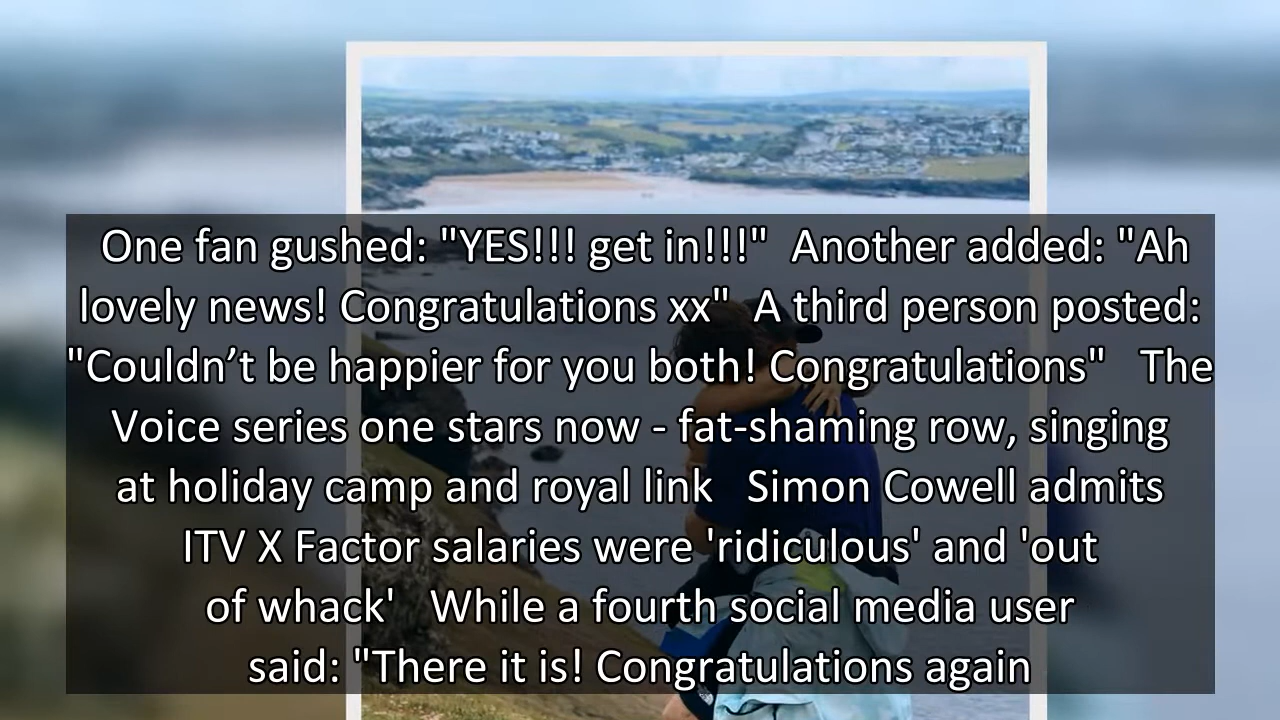 One fan gushed: "YES!!! get in!!!"  Another added: "Ah
lovely news! Congratulations xx"  A third person posted:
"Couldn’t be happier for you both! Congratulations"   The
Voice series one stars now - fat-shaming row, singing
at holiday camp and royal link   Simon Cowell admits
ITV X Factor salaries were 'ridiculous' and 'out
of whack'   While a fourth social media user
said: "There it is! Congratulations again